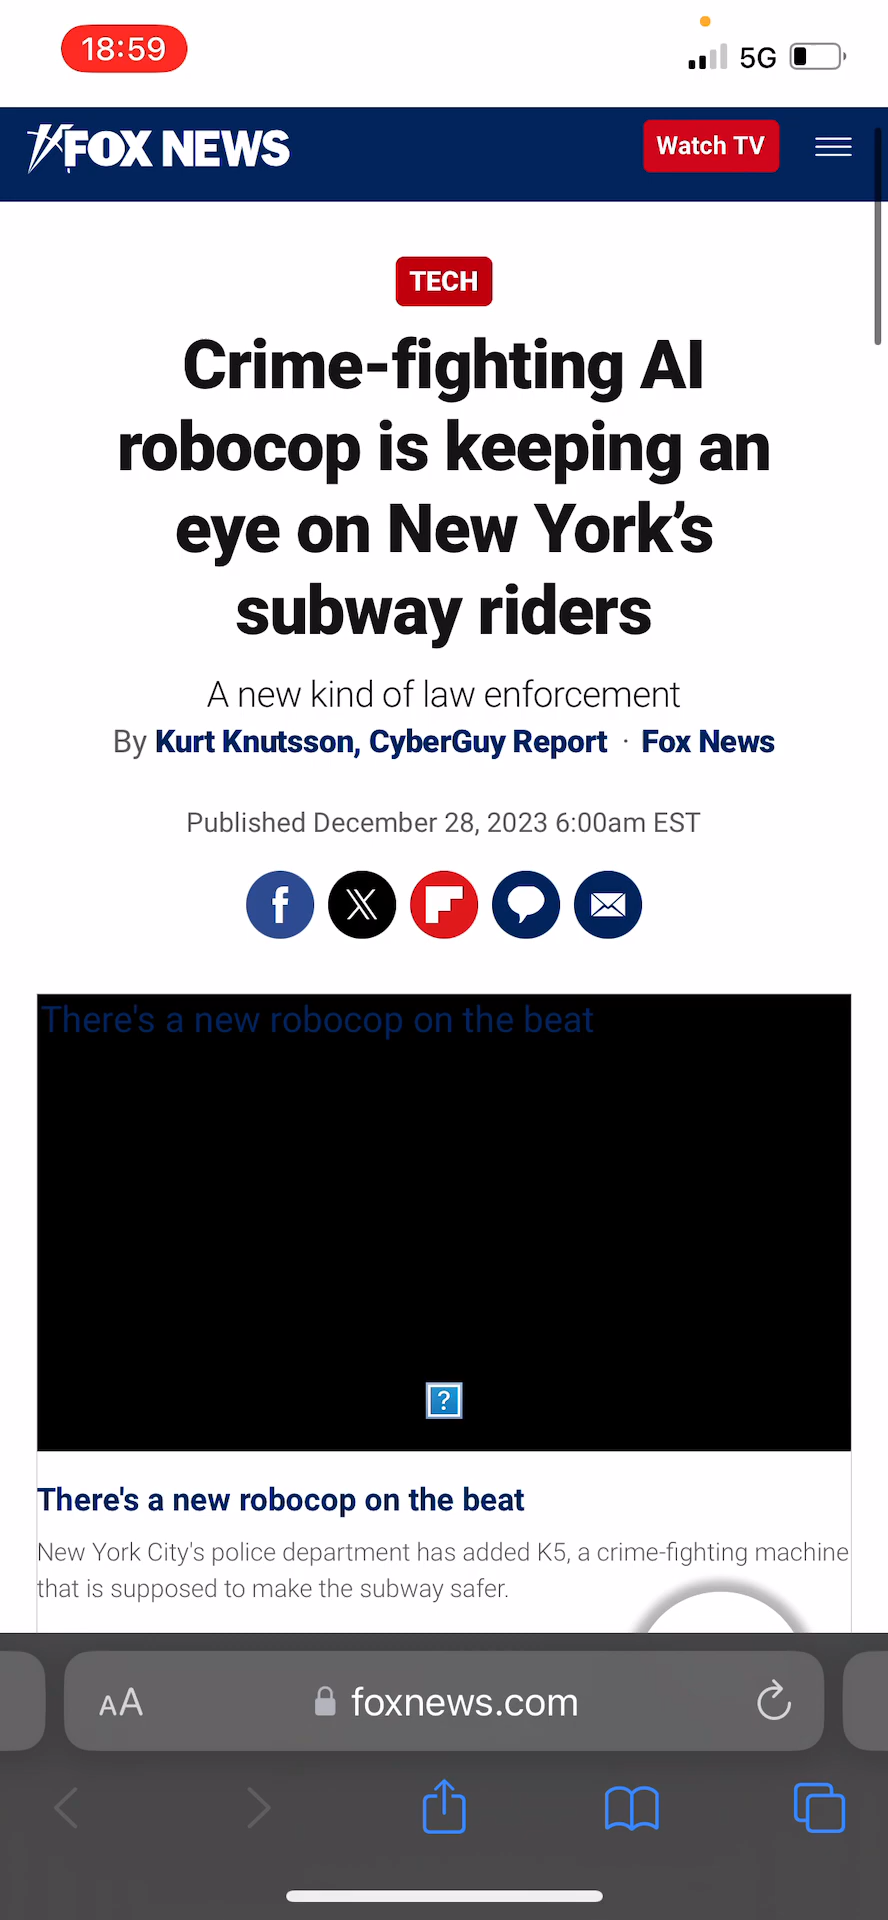 18:59
5G
FOX NEWS
Watch TV
TECH
Crime-fighting AI
robocop is keeping an
eye on New York’s
subway riders
A new kind of law enforcement
By Kurt Knutsson, CyberGuy Report · Fox News
Published December 28, 2023 6:00am EST
There's a new robocop on the beat
?
There's a new robocop on the beat
New York City's police department has added K5, a crime-fighting machine
that is supposed to make the subway safer.
AA
foxnews.com